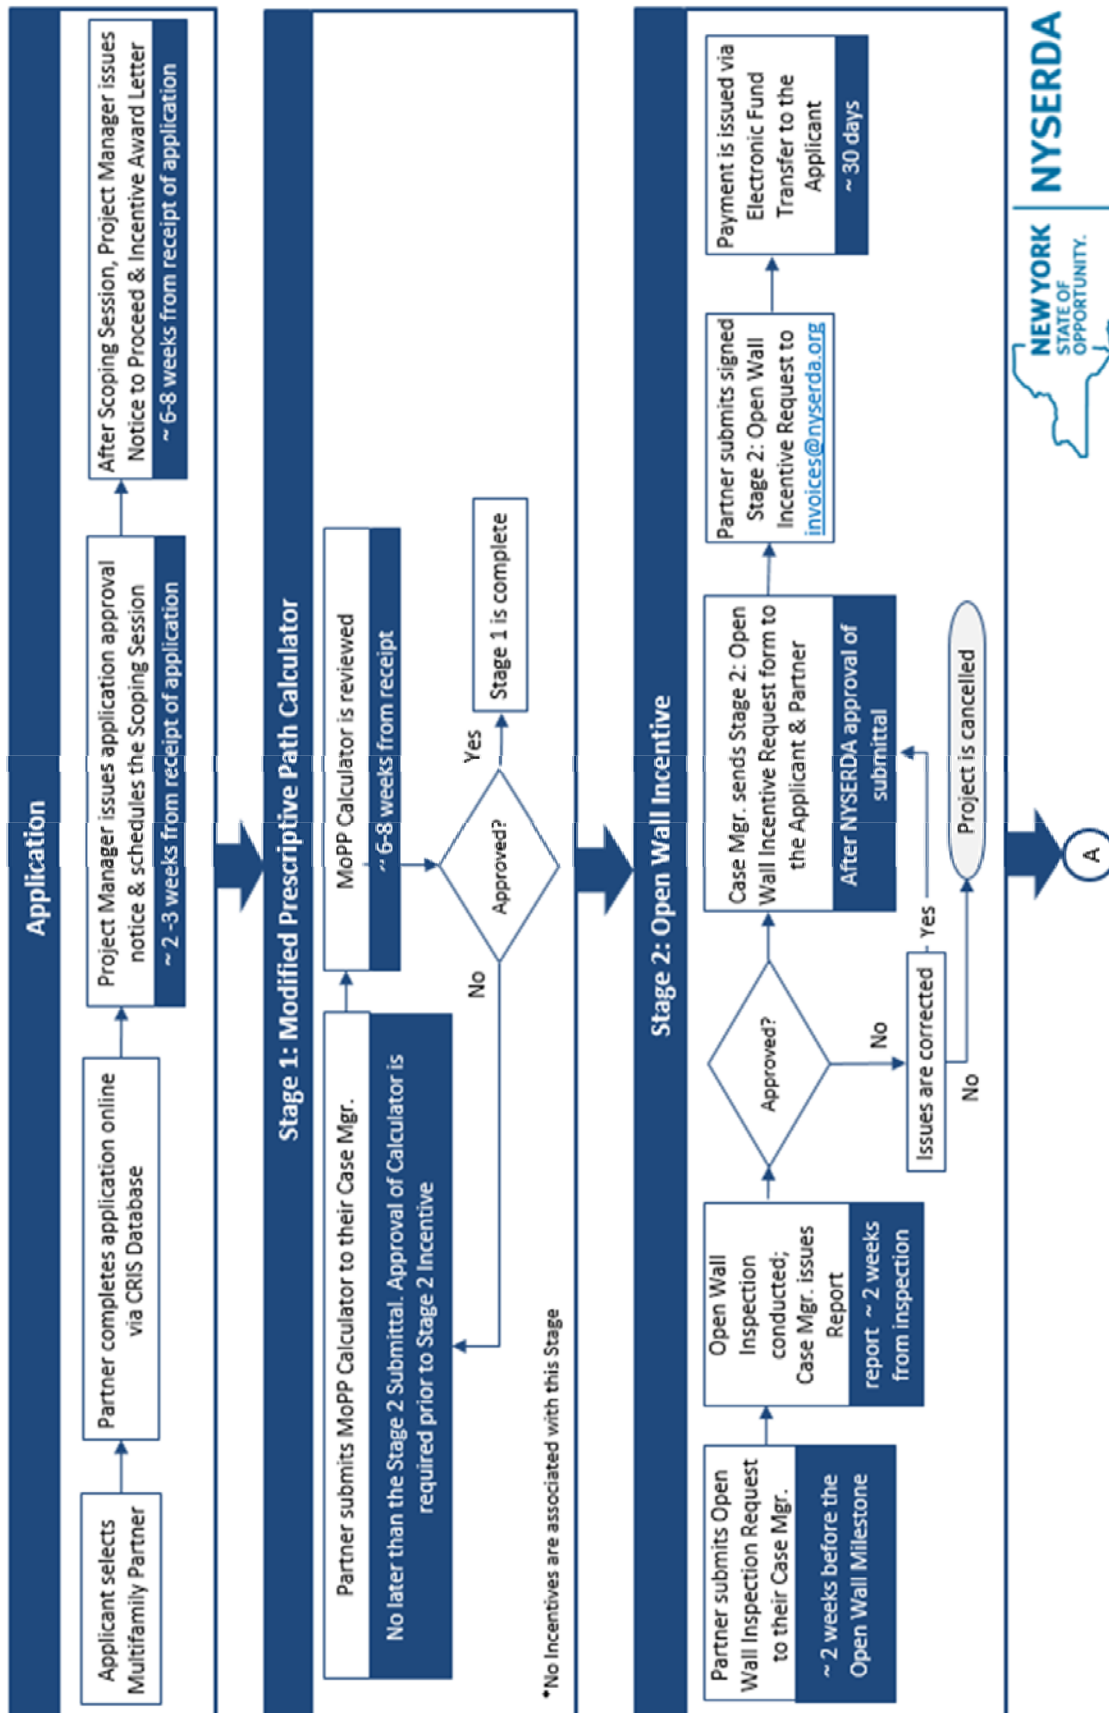 Application
Applicant selects
Multifamily Partner
Partner completes application online
via CRIS Database
Project Manager issues application approval
notice & schedules the Scoping Session
~ 2 -3 weeks from receipt of application
After Scoping Session, Project Manager issues
Notice to Proceed & Incentive Award Letter
~ 6-8 weeks from receipt of application
Stage 1: Modified Prescriptive Path Calculator
Partner submits MoPP Calculator to their Case Mgr.
No later than the Stage 2 Submittal. Approval of Calculator is
required prior to Stage 2 Incentive
MoPP Calculator is reviewed
~ 6-8 weeks from receipt
Approved?
No
Yes
Stage 1 is complete
*No Incentives are associated with this Stage
Stage 2: Open Wall Incentive
Partner submits Open
Wall Inspection Request
to their Case Mgr.
~ 2 weeks before the
Open Wall Milestone
Open Wall
Inspection
conducted;
Case Mgr. issues
Report
report ~ 2 weeks
from inspection
Approved?
No
Issues are corrected
Yes
No
Project is cancelled
Case Mgr. sends Stage 2: Open
Wall Incentive Request form to
the Applicant & Partner
After NYSERDA approval of
submittal
Partner submits signed
Stage 2: Open Wall
Incentive Request to
invoices@nyserda.org
Payment is issued via
Electronic Fund
Transfer to the
Applicant
~ 30 days
A
NEW YORK
STATE OF
OPPORTUNITY.
NYSERDA